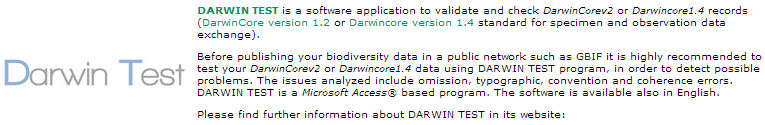 DARWIN TEST is a software application to validate and check DarwinCorev2 or Darwincore1.4 records
(DarwinCore version 1.2 or Darwincore version 1.4 standard for specimen and observation data
exchange).
Before publishing your biodiversity data in a public network such as GBIF it is highly recommended to
test your DarwinCorev2 or Darwincore1.4 data using DARWIN TEST program, in order to detect possible
problems. The issues analyzed include omission, typographic, convention and coherence errors.
DARWIN TEST is a Microsoft Access® based program. The software is available also in English.
Please find further information about DARWIN TEST in its website:
Darwin Test